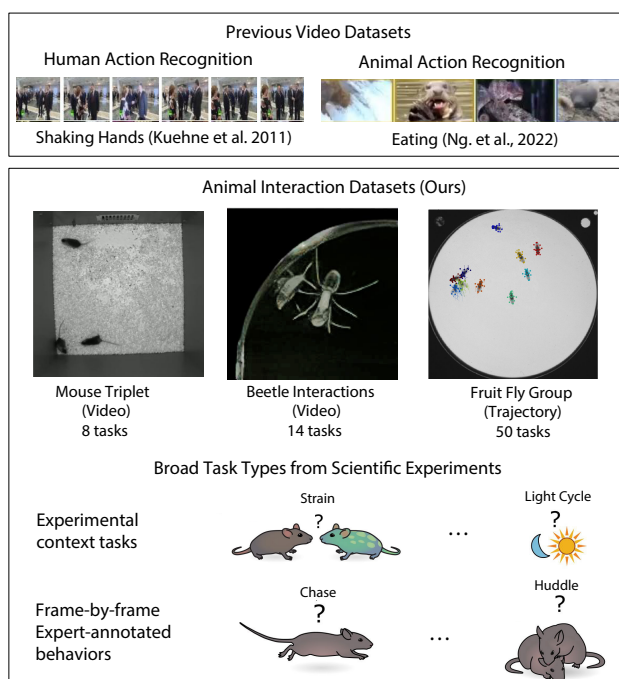 Previous Video Datasets
Human Action Recognition
Animal Action Recognition
Shaking Hands (Kuehne et al. 2011)
Eating (Ng. et al., 2022)
Animal Interaction Datasets (Ours)
Mouse Triplet
(Video)
8 tasks
Beetle Interactions
(Video)
14 tasks
Fruit Fly Group
(Trajectory)
50 tasks
Broad Task Types from Scientific Experiments
Experimental
context tasks
Strain
?
...
Light Cycle
?
Frame-by-frame
Expert-annotated
behaviors
Chase
?
...
Huddle
?